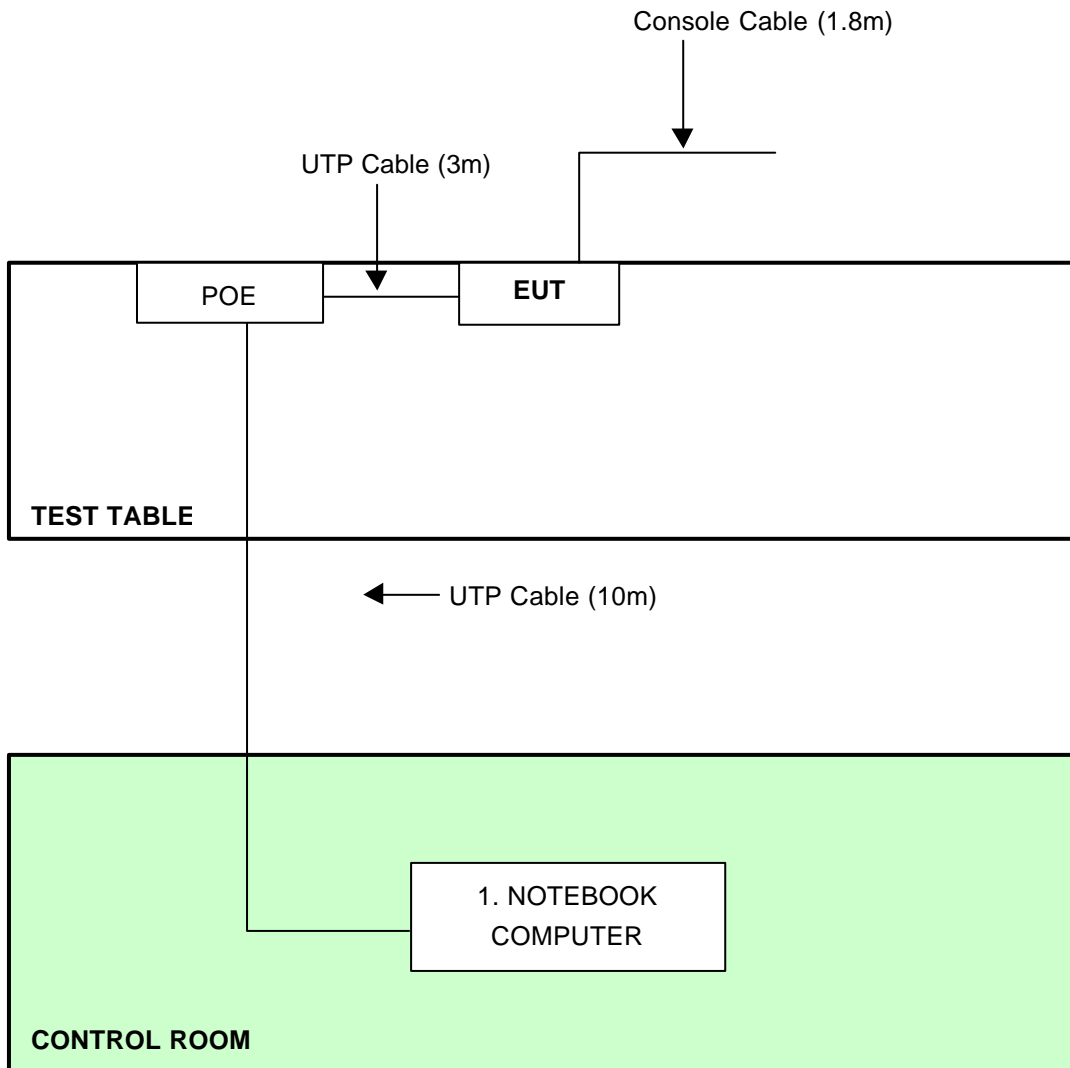 Console Cable (1.8m)
UTP Cable (3m)
POE
EUT
TEST TABLE
UTP Cable (10m)
1. NOTEBOOK
COMPUTER
CONTROL ROOM